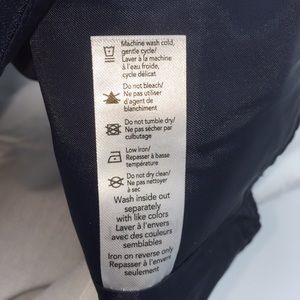 Machine wash cold,
gentle cycle/
Laver à la machine
à l'eau froide,
cycle délicat
Do not bleach/
Ne pas utiliser
d'agent de
blanchiment
Do not tumble dry/
Ne pas sécher par
culbutage
Low iron/
Repasser à basse
température
Do not dry clean/
Ne pas nettoyer
à sec
Wash inside out
separately
with like colors
Laver à l'envers
avec des couleurs
semblables
Iron on reverse only
Repasser à l'envers
seulement